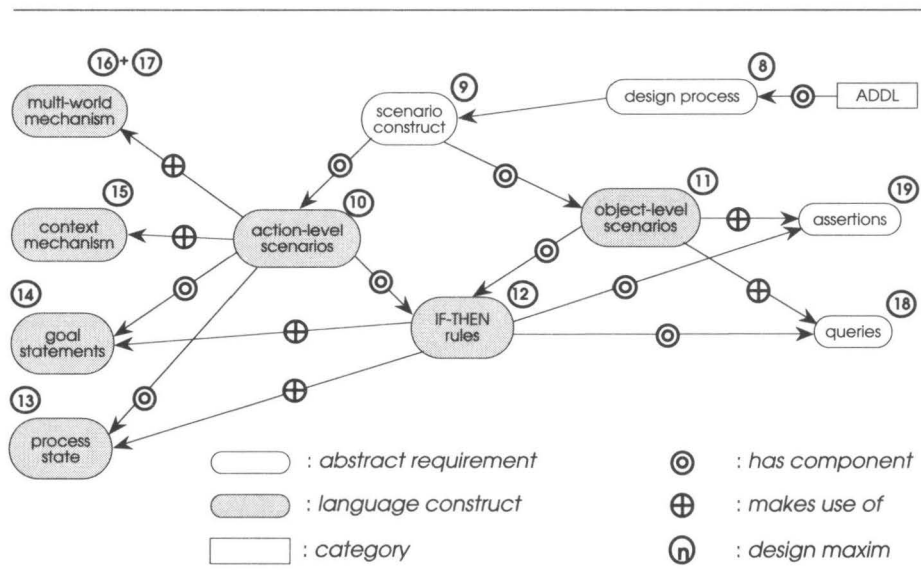 16 + 17
multi-world
mechanism
9
scenario
construct
8
design process
ADDL
15
context
mechanism
10
action-level
scenarios
11
object-level
scenarios
19
assertions
14
goal
statements
12
IF-THEN
rules
18
queries
13
process
state
: abstract requirement
: has component
: language construct
: makes use of
: category
n : design maxim